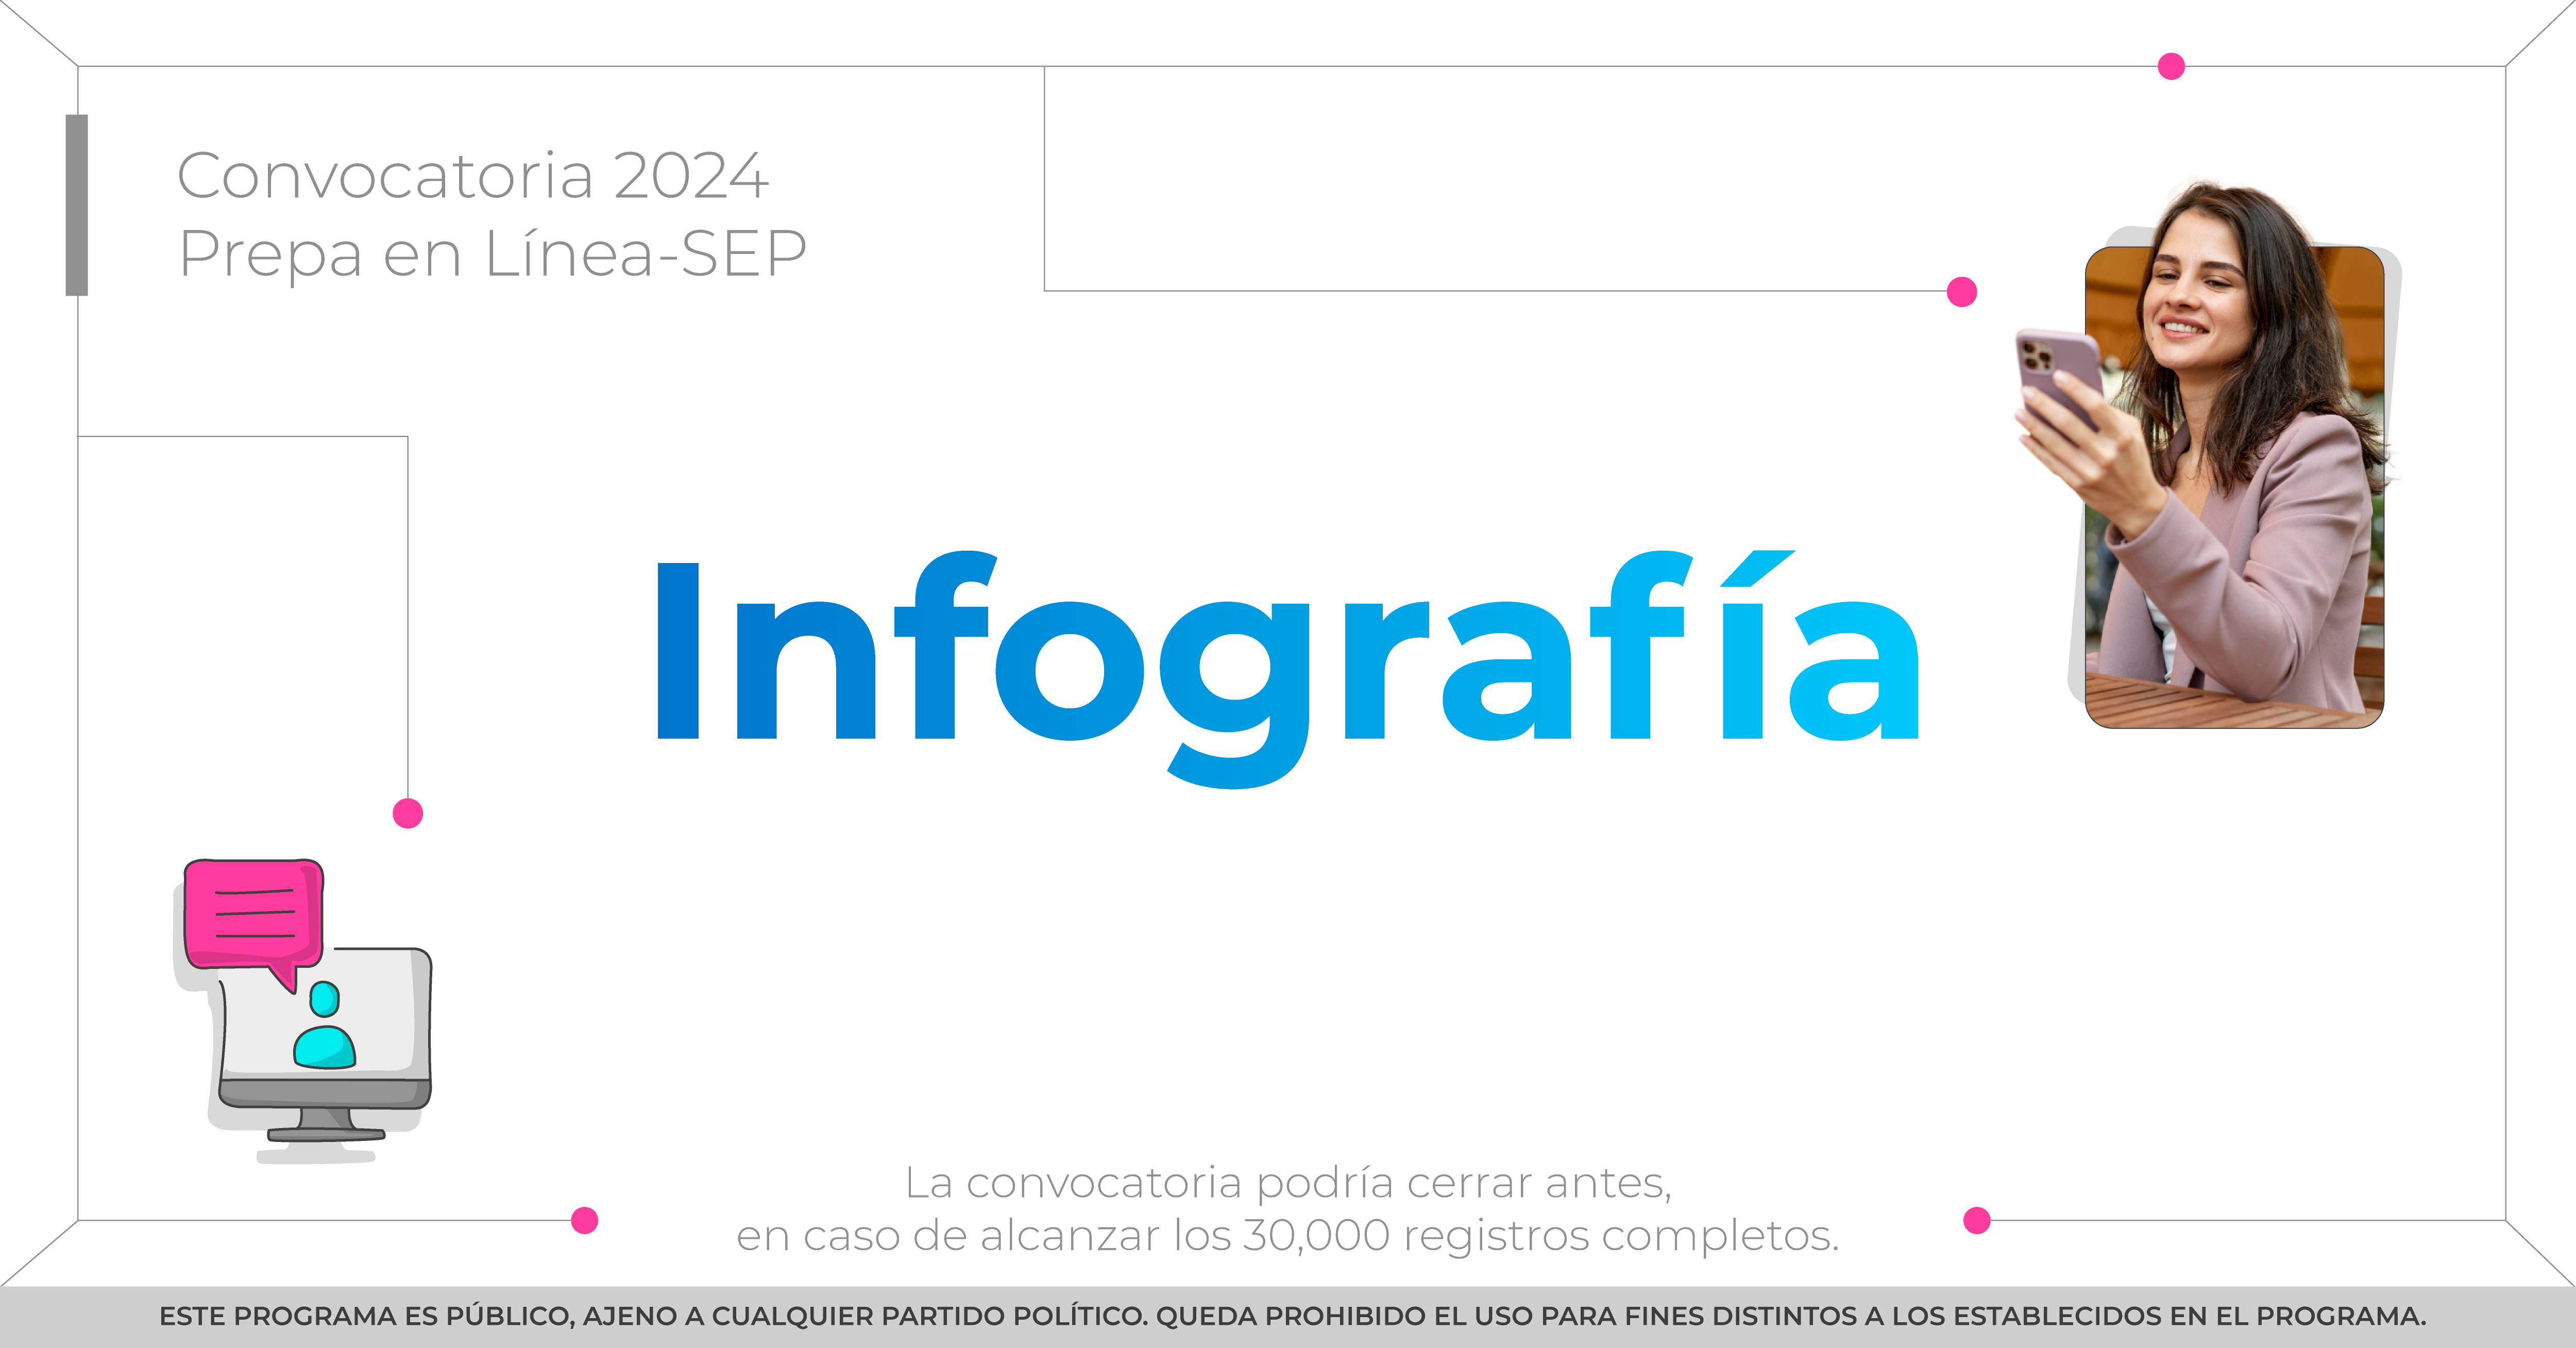 Convocatoria 2024
Prepa en Línea-SEP
Infografía
La convocatoria podría cerrar antes,
en caso de alcanzar los 30,000 registros completos.
ESTE PROGRAMA ES PÚBLICO, AJENO A CUALQUIER PARTIDO POLÍTICO. QUEDA PROHIBIDO EL USO PARA FINES DISTINTOS A LOS ESTABLECIDOS EN EL PROGRAMA.